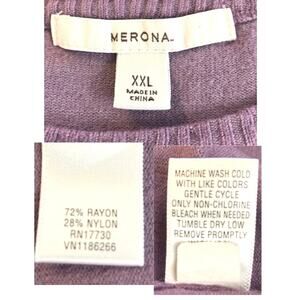 MERONA
XXL
MADE IN
CHINA
72% RAYON
28% NYLON
RN17730
VN1186266
MACHINE WASH COLD
WITH LIKE COLORS
GENTLE CYCLE
ONLY NON-CHLORINE
BLEACH WHEN NEEDED
TUMBLE DRY LOW
REMOVE PROMPTLY